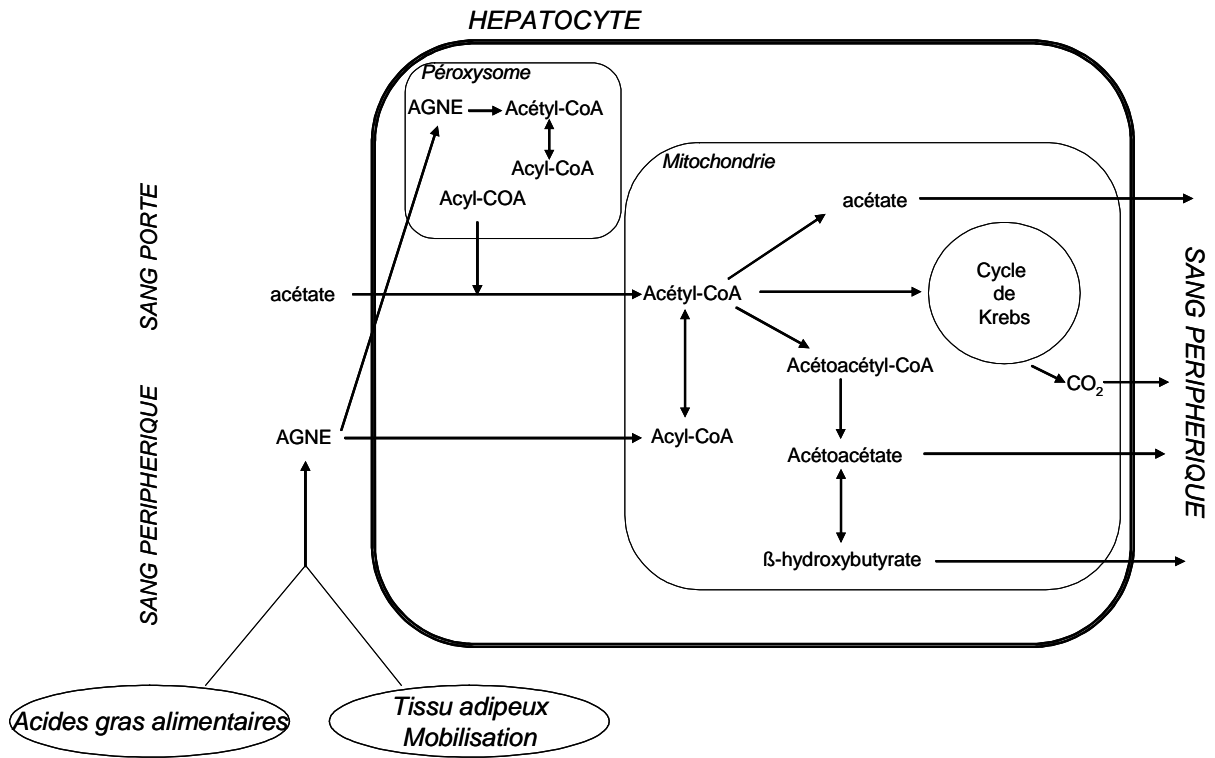 HEPATOCYTE
Péroxysome
AGNE
Acétyl-CoA
Acyl-CoA
Acyl-COA
Mitochondrie
SANG PORTE
acétate
acétate
Acétyl-CoA
Cycle
de
Krebs
SANG PERIPHERIQUE
Acétoacétyl-CoA
CO₂
SANG PERIPHERIQUE
AGNE
Acyl-CoA
Acétoacétate
ß-hydroxybutyrate
Acides gras alimentaires
Tissu adipeux
Mobilisation